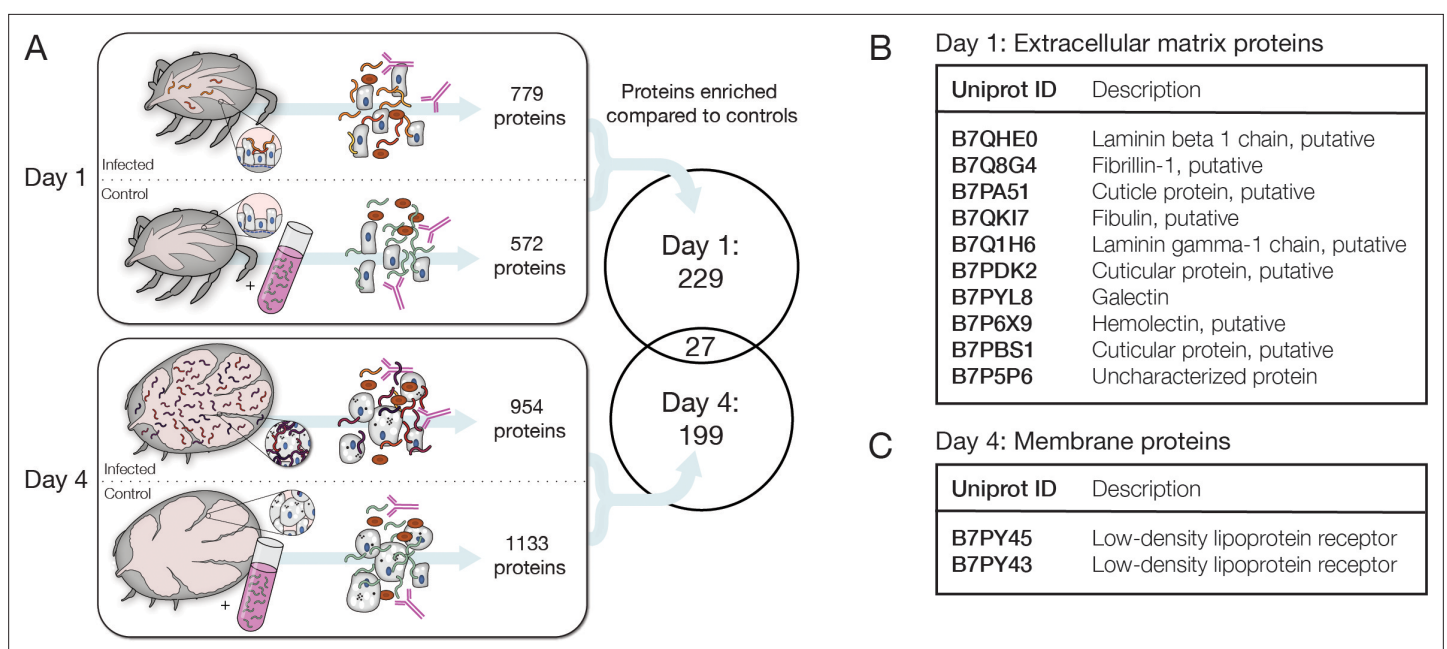 A
Day 1
Infected
Control
+
779
proteins
572
proteins
Day 4
Infected
Control
+
954
proteins
1133
proteins
Proteins enriched
compared to controls
Day 1:
229
27
Day 4:
199
B
Day 1: Extracellular matrix proteins
Uniprot ID Description
B7QHE0 Laminin beta 1 chain, putative
B7Q8G4 Fibrillin-1, putative
B7PA51 Cuticle protein, putative
B7QKI7 Fibulin, putative
B7Q1H6 Laminin gamma-1 chain, putative
B7PDK2 Cuticular protein, putative
B7PYL8 Galectin
B7P6X9 Hemolectin, putative
B7PBS1 Cuticular protein, putative
B7P5P6 Uncharacterized protein
C
Day 4: Membrane proteins
Uniprot ID Description
B7PY45 Low-density lipoprotein receptor
B7PY43 Low-density lipoprotein receptor